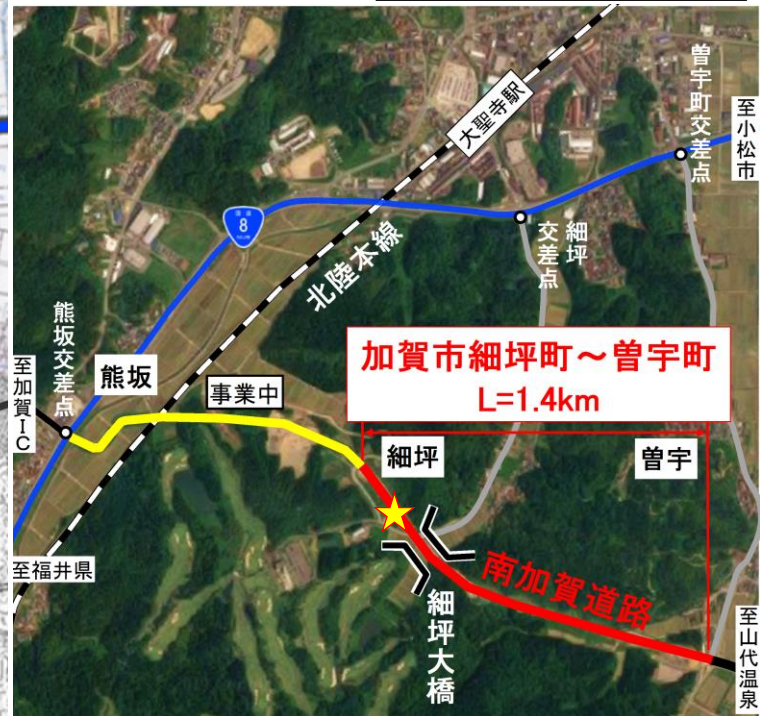 曽宇町交差点
至小松市
大聖寺駅
8
北陸本線
細坪
交差点
熊坂交差点
至加賀IC
熊坂
事業中
加賀市細坪町～曽宇町
L=1.4km
細坪
曽宇
至福井県
南加賀道路
細坪大橋
至山代温泉